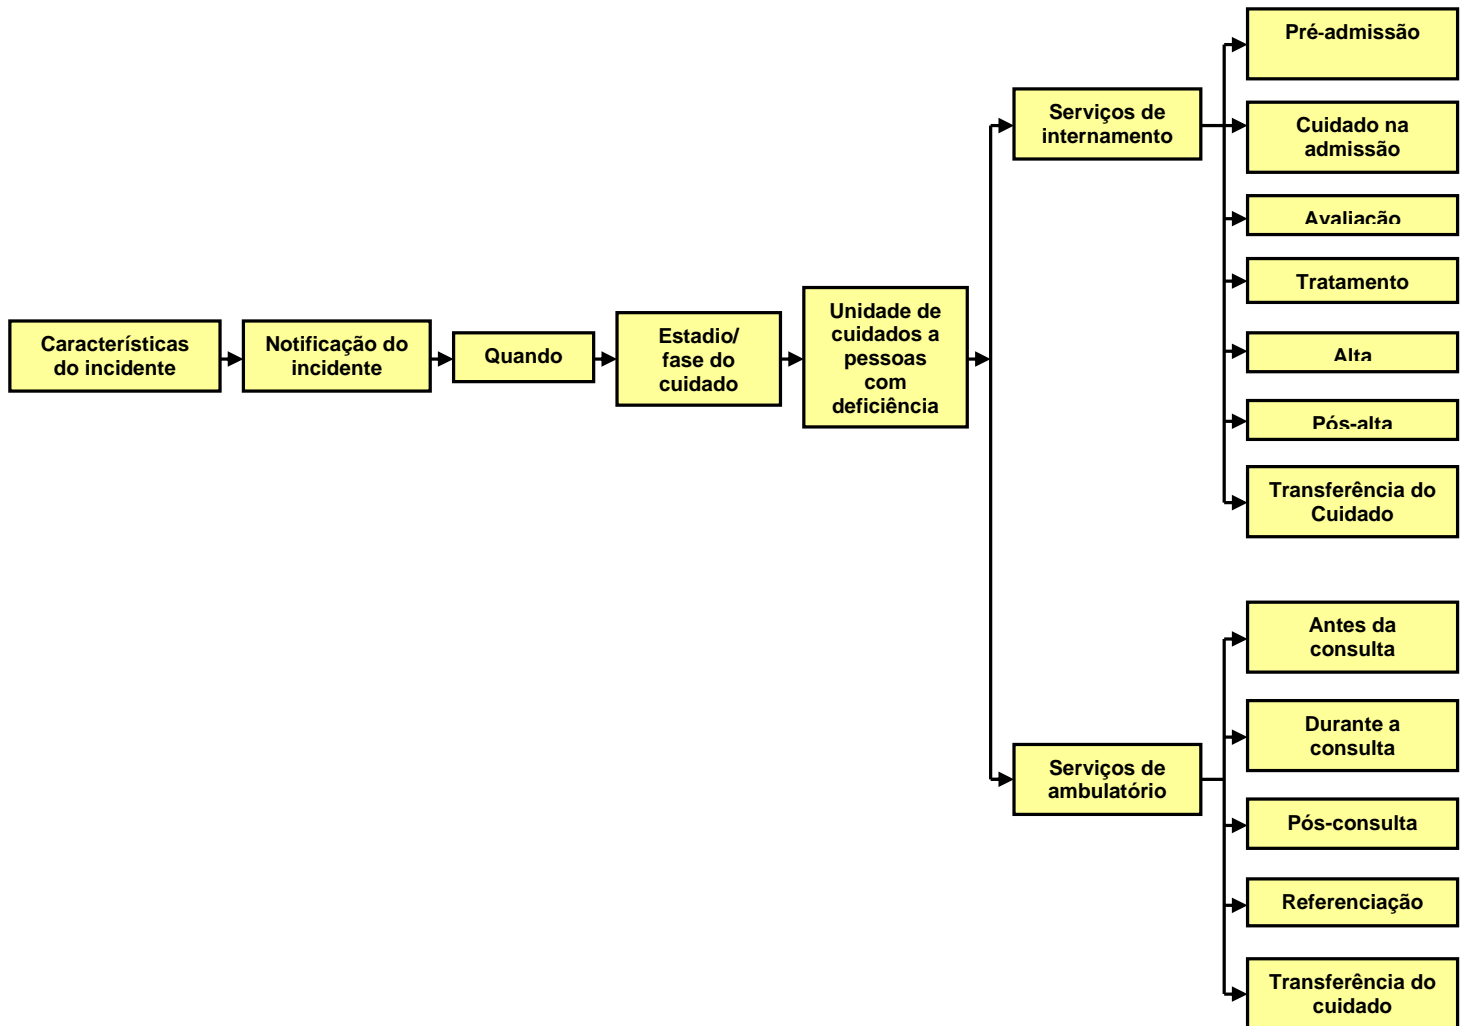 Características
do incidente
Notificação do
incidente
Quando
Estadio/
fase do
cuidado
Unidade de
cuidados a
pessoas
com
deficiência
Serviços de
internamento
Pré-admissão
Cuidado na
admissão
Avaliação
Tratamento
Alta
Pós-alta
Transferência do
Cuidado
Serviços de
ambulatório
Antes da
consulta
Durante a
consulta
Pós-consulta
Referenciação
Transferência do
cuidado